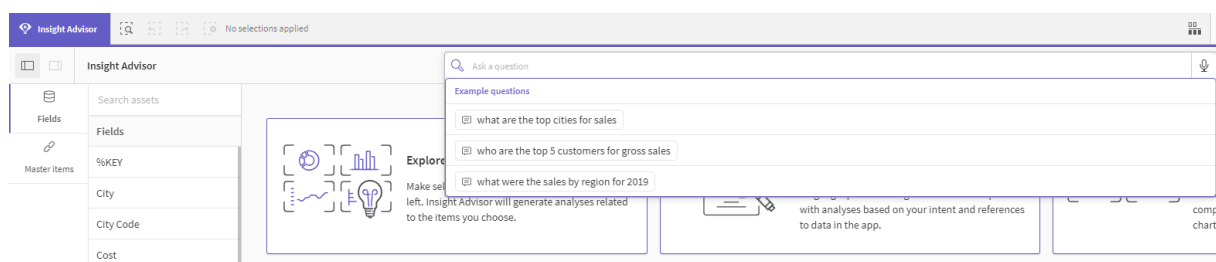 Insight Advisor
No selections applied
Insight Advisor
Ask a question
Fields
Master items
Search assets
Fields
%KEY
City
City Code
Cost
Example questions
what are the top cities for sales
who are the top 5 customers for gross sales
what were the sales by region for 2019
Explore
Make sel
left. Insight Advisor will generate analyses related
to the items you choose.
with analyses based on your intent and references
to data in the app.
comp
chart